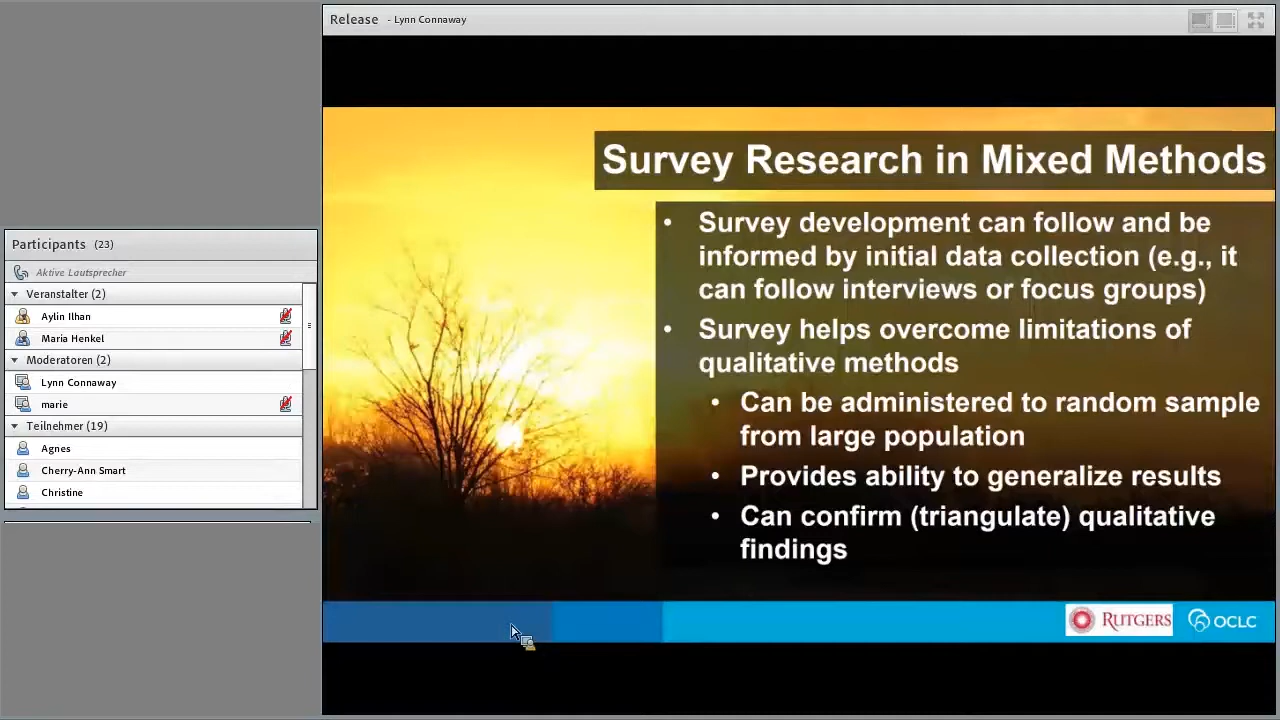 Release - Lynn Connaway
Participants (23)
Aktive Lautsprecher
Veranstalter (2)
Aylin Ilhan
Maria Henkel
Moderatoren (2)
Lynn Connaway
marie
Teilnehmer (19)
Agnes
Cherry-Ann Smart
Christine
Survey Research in Mixed Methods
• Survey development can follow and be
informed by initial data collection (e.g., it
can follow interviews or focus groups)
• Survey helps overcome limitations of
qualitative methods
• Can be administered to random sample
from large population
• Provides ability to generalize results
• Can confirm (triangulate) qualitative
findings
RUTGERS
OCLC